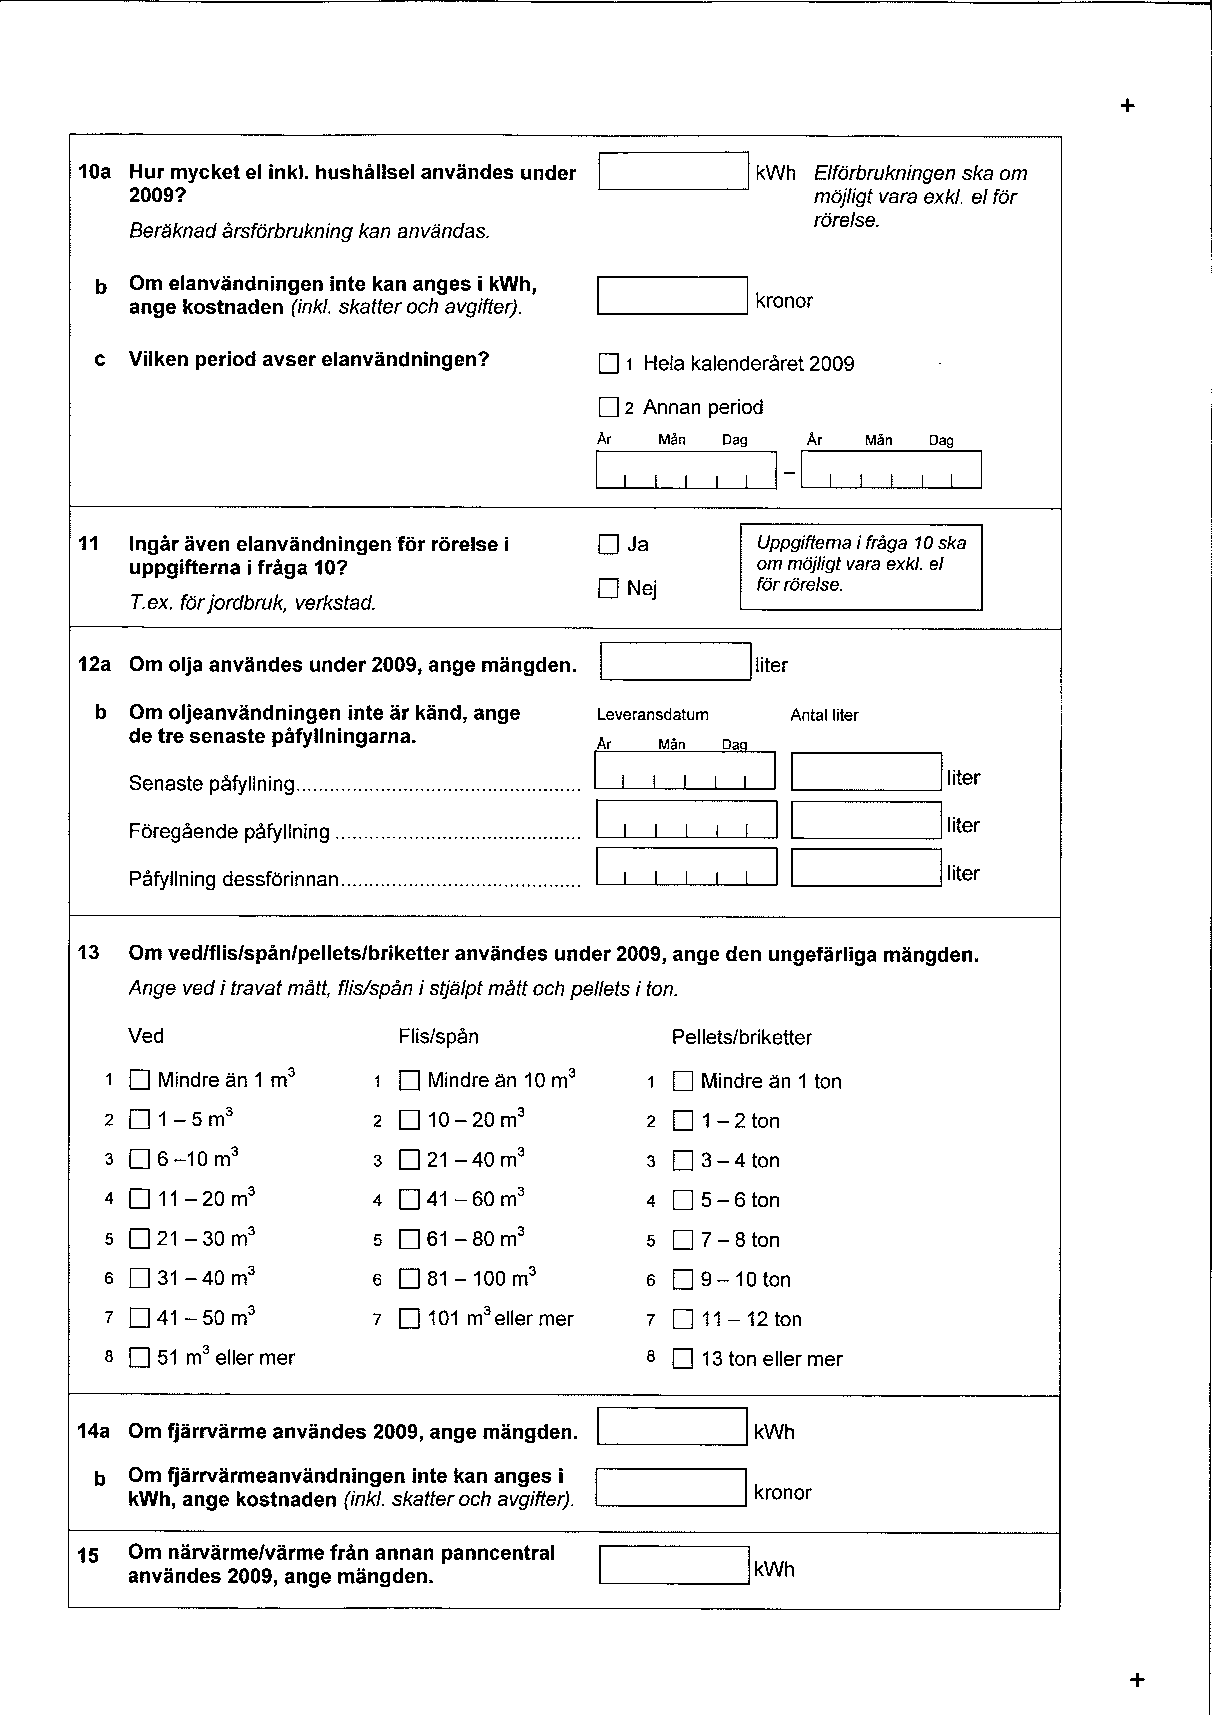 +
10a Hur mycket el inkl. hushållsel användes under kWh Elförbrukningen ska om
2009? möjligt vara exkl. el för
rörelse.
Beräknad årsförbrukning kan användas.
b Om elanvändningen inte kan anges i kWh,
ange kostnaden (inkl. skatter och avgifter). kronor
c Vilken period avser elanvändningen? 1 Hela kalenderåret 2009
2 Annan period
År Mån Dag År Mån Dag
–
11 Ingår även elanvändningen för rörelse i Ja Uppgifterna i fråga 10 ska
uppgifterna i fråga 10? om möjligt vara exkl. el
Nej för rörelse.
T.ex. för jordbruk, verkstad.
12a Om olja användes under 2009, ange mängden. liter
b Om oljeanvändningen inte är känd, ange Leveransdatum Antal liter
de tre senaste påfyllningarna. År Mån Dag
Senaste påfyllning.................................................. liter
Föregående påfyllning ........................................... liter
Påfyllning dessförinnan.......................................... liter
13 Om ved/flis/spån/pellets/briketter användes under 2009, ange den ungefärliga mängden.
Ange ved i travat mått, flis/spån i stjälpt mått och pellets i ton.
Ved Flis/spån Pellets/briketter
1 Mindre än 1 m³ 1 Mindre än 10 m³ 1 Mindre än 1 ton
2 1 – 5 m³ 2 10 – 20 m³ 2 1 – 2 ton
3 6 –10 m³ 3 21 – 40 m³ 3 3 – 4 ton
4 11 – 20 m³ 4 41 – 60 m³ 4 5 – 6 ton
5 21 – 30 m³ 5 61 – 80 m³ 5 7 – 8 ton
6 31 – 40 m³ 6 81 – 100 m³ 6 9 – 10 ton
7 41 – 50 m³ 7 101 m³ eller mer 7 11 – 12 ton
8 51 m³ eller mer 8 13 ton eller mer
14a Om fjärrvärme användes 2009, ange mängden. kWh
b Om fjärrvärmeanvändningen inte kan anges i
kWh, ange kostnaden (inkl. skatter och avgifter). kronor
15 Om närvärme/värme från annan panncentral
användes 2009, ange mängden. kWh
+